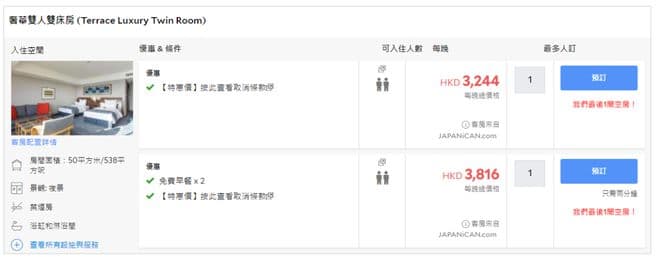 奢華雙人雙床房 (Terrace Luxury Twin Room)
入住空間
優惠 & 條件
可入住人數
每晚
最多入訂
客房配置詳情
房間面積：50平方米/538平方呎
景觀: 夜景
禁煙房
浴缸和淋浴間
查看所有設施與服務
優惠
【特惠價】按此查看取消條款
HKD 3,244
每晚總價格
客房來自
JAPANiCAN.com
1
預訂
我們最後1間空房！
優惠
免費早餐 x 2
【特惠價】按此查看取消條款
HKD 3,816
每晚總價格
客房來自
JAPANiCAN.com
1
預訂
只需兩分鐘
我們最後1間空房！